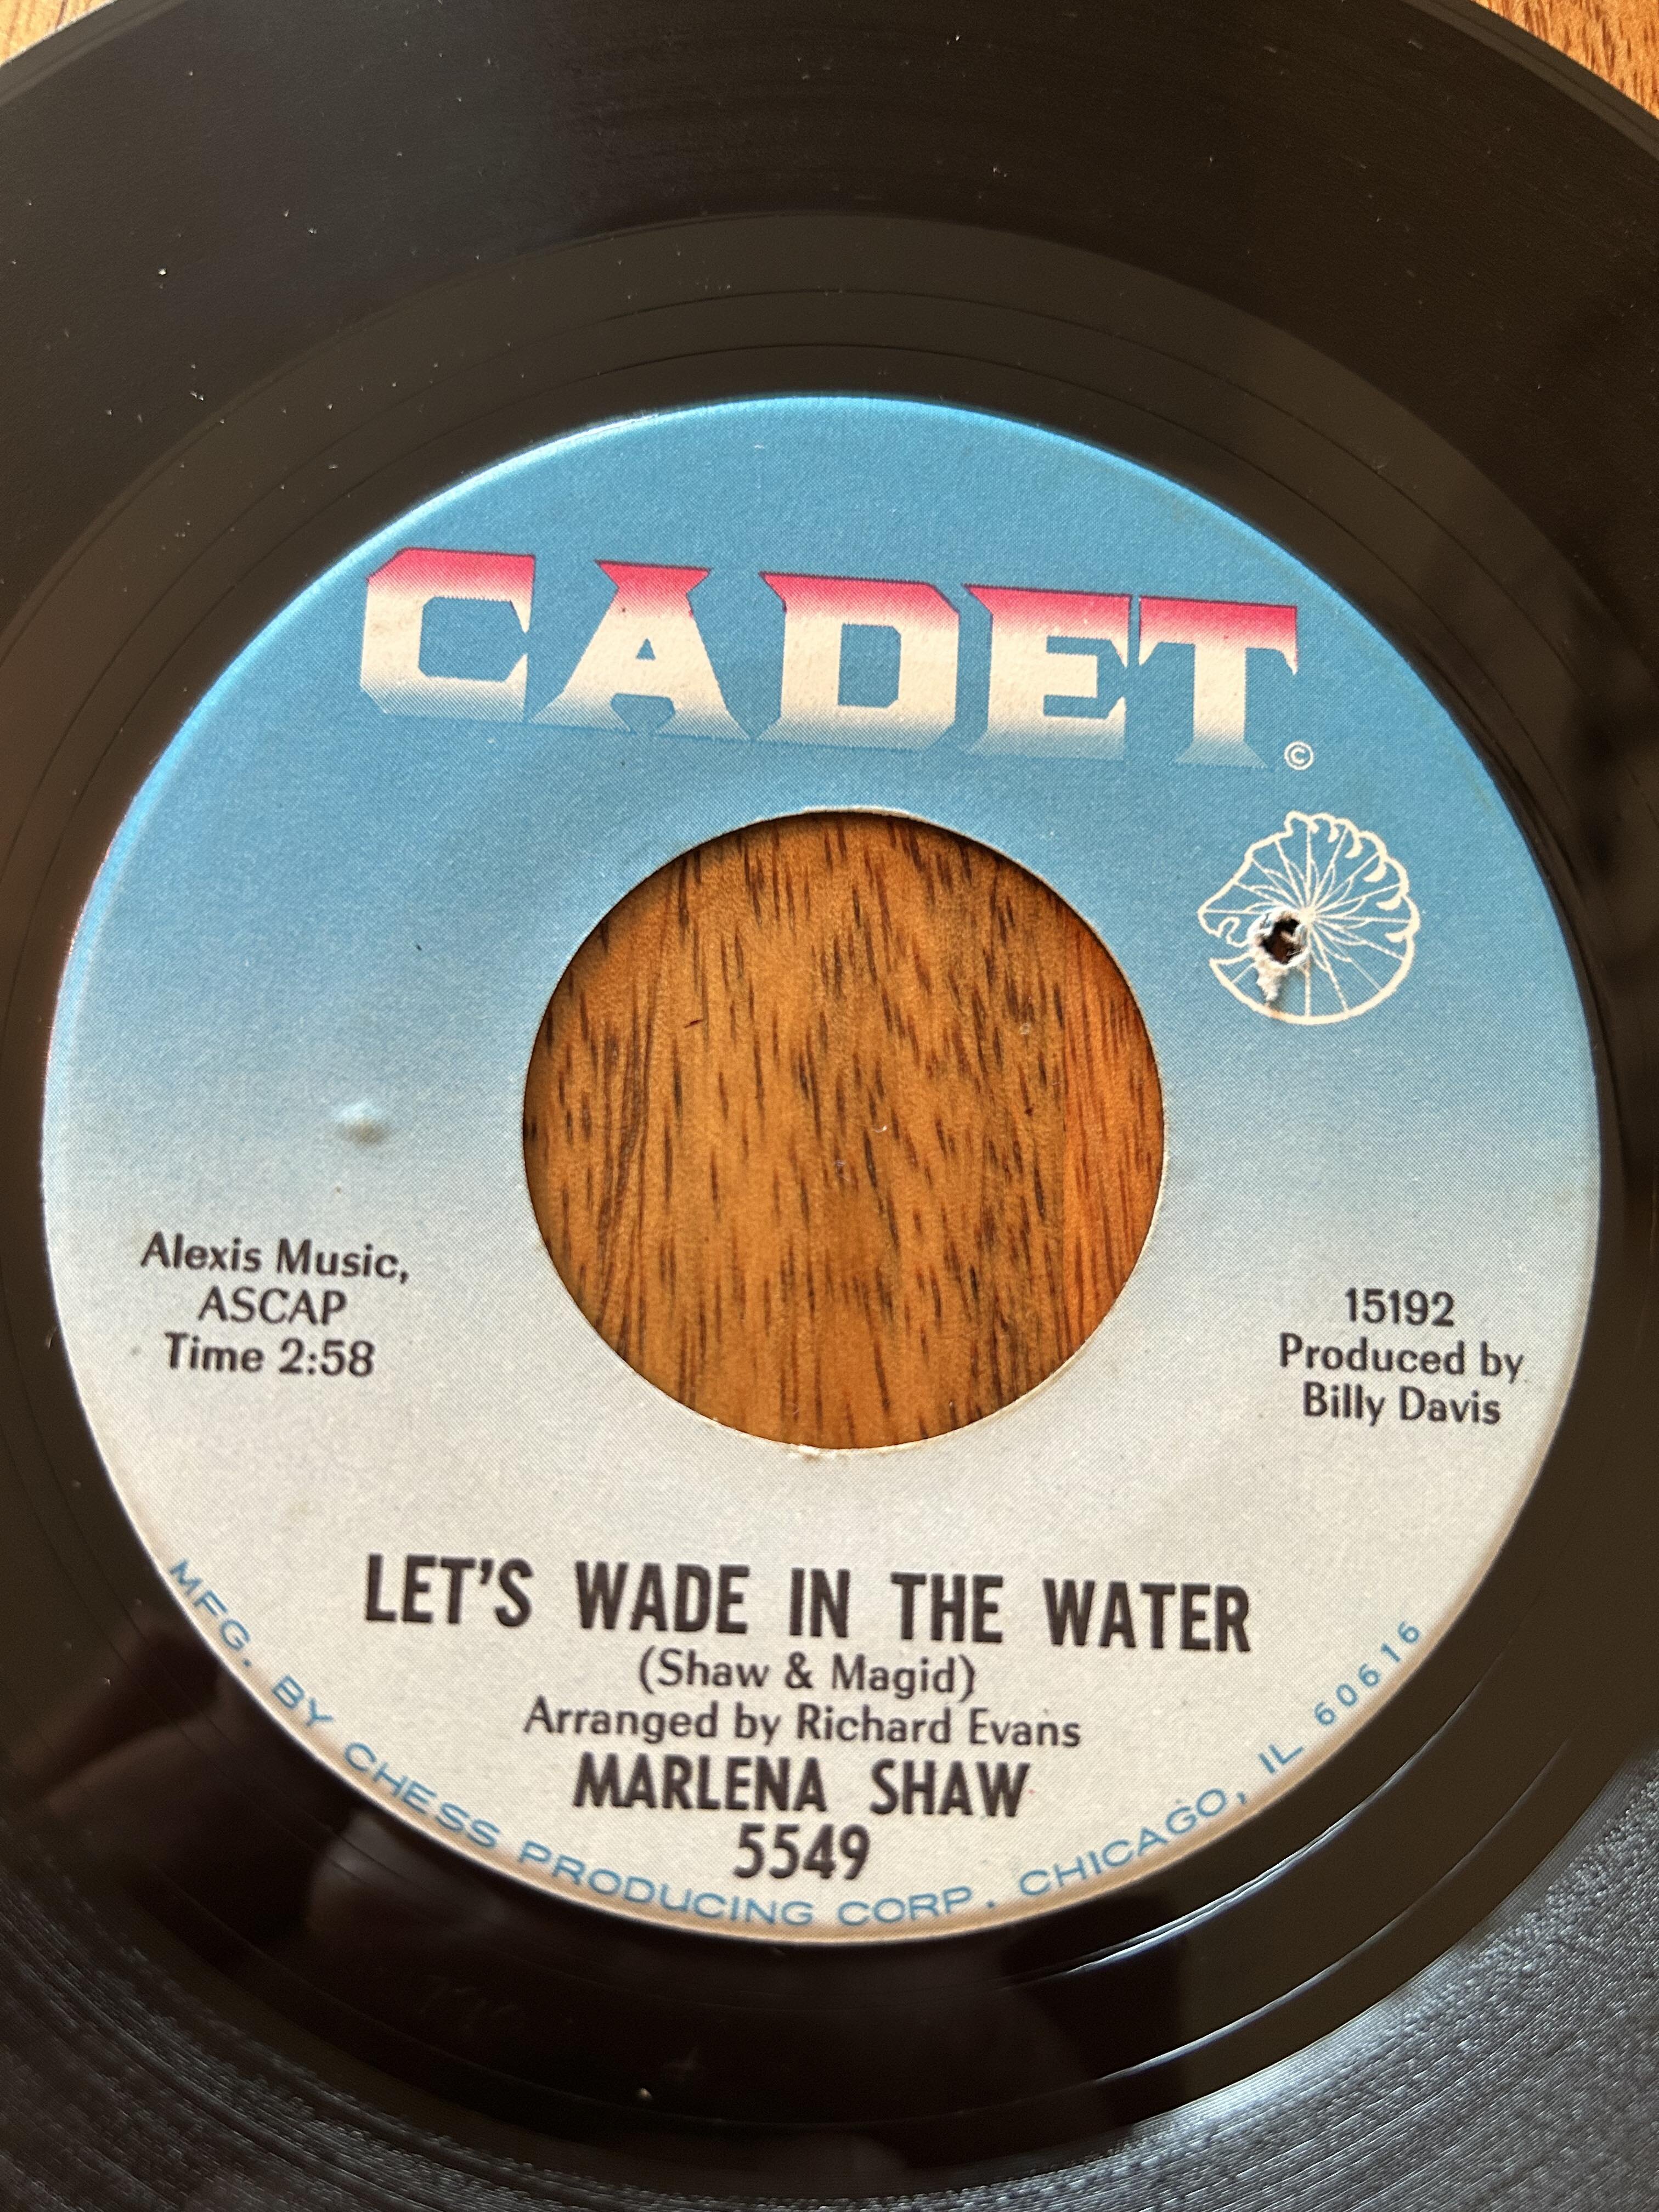 CADET
©
Alexis Music,
ASCAP
Time 2:58
15192
Produced by
Billy Davis
LET'S WADE IN THE WATER
(Shaw & Magid)
Arranged by Richard Evans
MARLENA SHAW
5549
MFG. BY CHESS PRODUCING CORP. CHICAGO, IL 60616